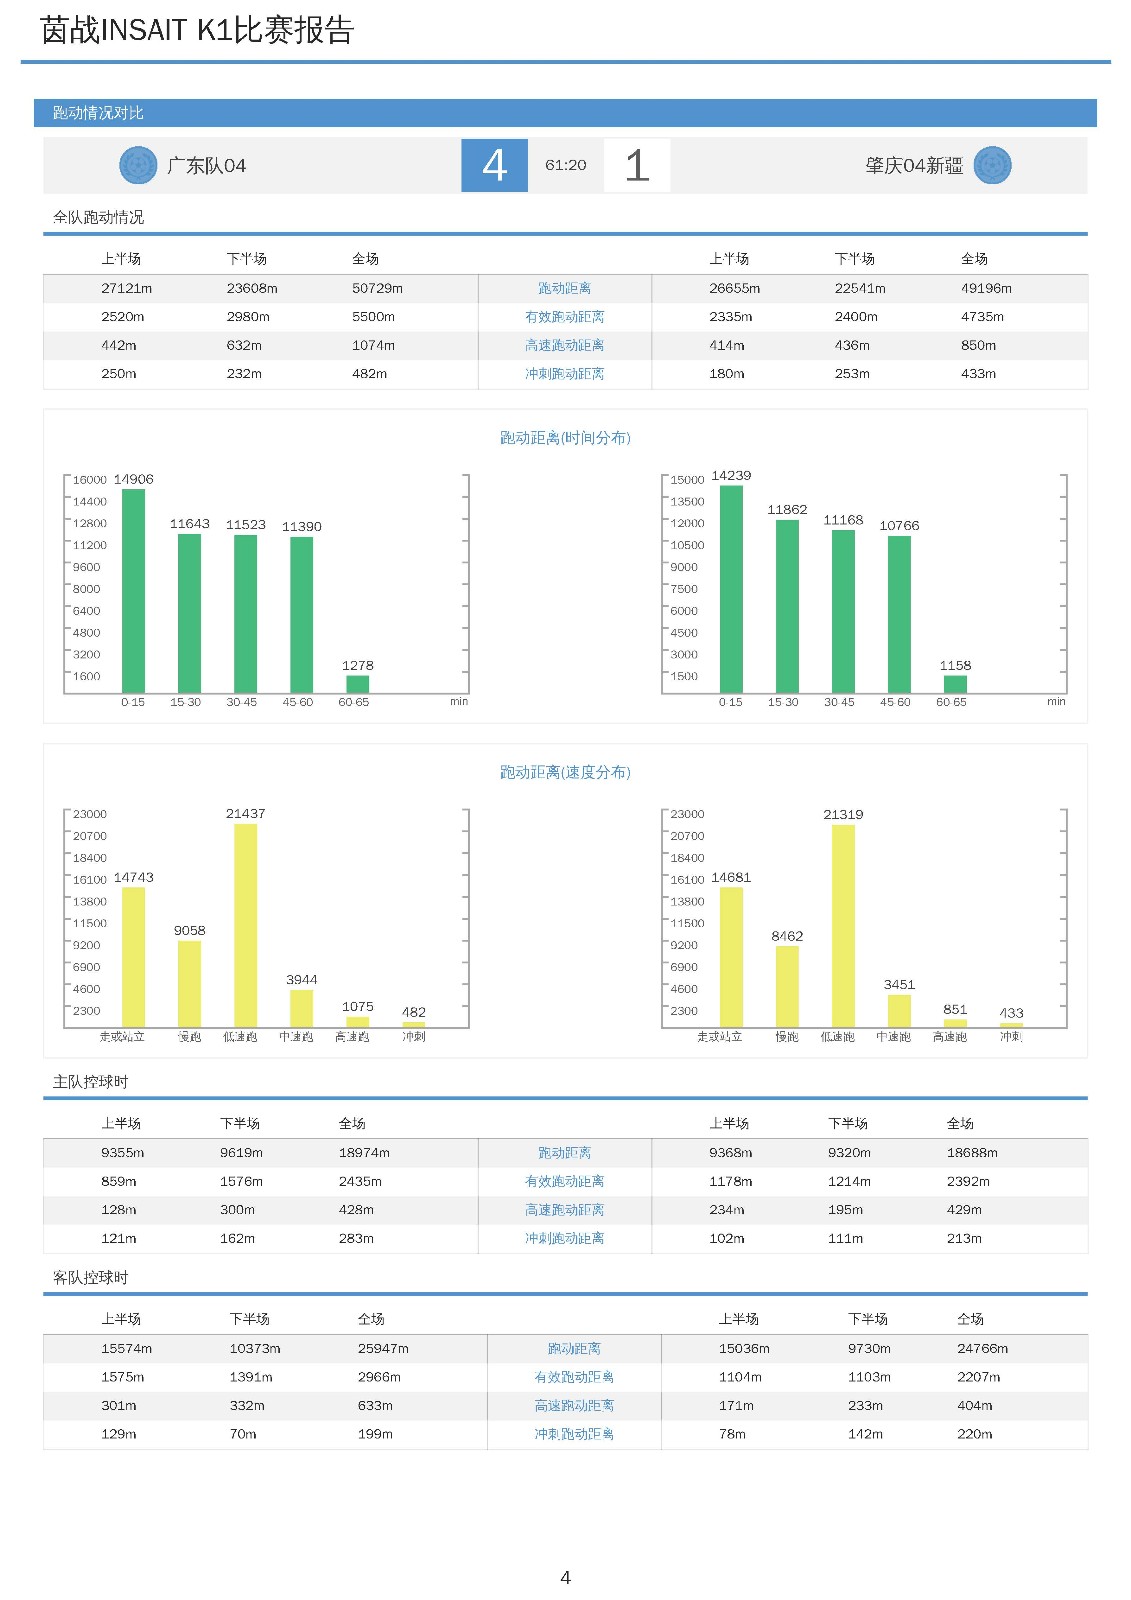 茵战INSAIT K1比赛报告
跑动情况对比
广东队04 4 61:20 1 肇庆04新疆
全队跑动情况
上半场 下半场 全场 上半场 下半场 全场
27121m 23608m 50729m 跑动距离 26655m 22541m 49196m
2520m 2980m 5500m 有效跑动距离 2335m 2400m 4735m
442m 632m 1074m 高速跑动距离 414m 436m 850m
250m 232m 482m 冲刺跑动距离 180m 253m 433m
跑动距离(时间分布)
16000
14400
12800
11200
9600
8000
6400
4800
3200
1600
14906 11643 11523 11390 1278
0-15 15-30 30-45 45-60 60-65 min
15000
13500
12000
10500
9000
7500
6000
4500
3000
1500
14239 11862 11168 10766 1158
0-15 15-30 30-45 45-60 60-65 min
跑动距离(速度分布)
23000
20700
18400
16100
13800
11500
9200
6900
4600
2300
14743 9058 21437 3944 1075 482
走或站立 慢跑 低速跑 中速跑 高速跑 冲刺
23000
20700
18400
16100
13800
11500
9200
6900
4600
2300
14681 8462 21319 3451 851 433
走或站立 慢跑 低速跑 中速跑 高速跑 冲刺
主队控球时
上半场 下半场 全场 上半场 下半场 全场
9355m 9619m 18974m 跑动距离 9368m 9320m 18688m
859m 1576m 2435m 有效跑动距离 1178m 1214m 2392m
128m 300m 428m 高速跑动距离 234m 195m 429m
121m 162m 283m 冲刺跑动距离 102m 111m 213m
客队控球时
上半场 下半场 全场 上半场 下半场 全场
15574m 10373m 25947m 跑动距离 15036m 9730m 24766m
1575m 1391m 2966m 有效跑动距离 1104m 1103m 2207m
301m 332m 633m 高速跑动距离 171m 233m 404m
129m 70m 199m 冲刺跑动距离 78m 142m 220m
4